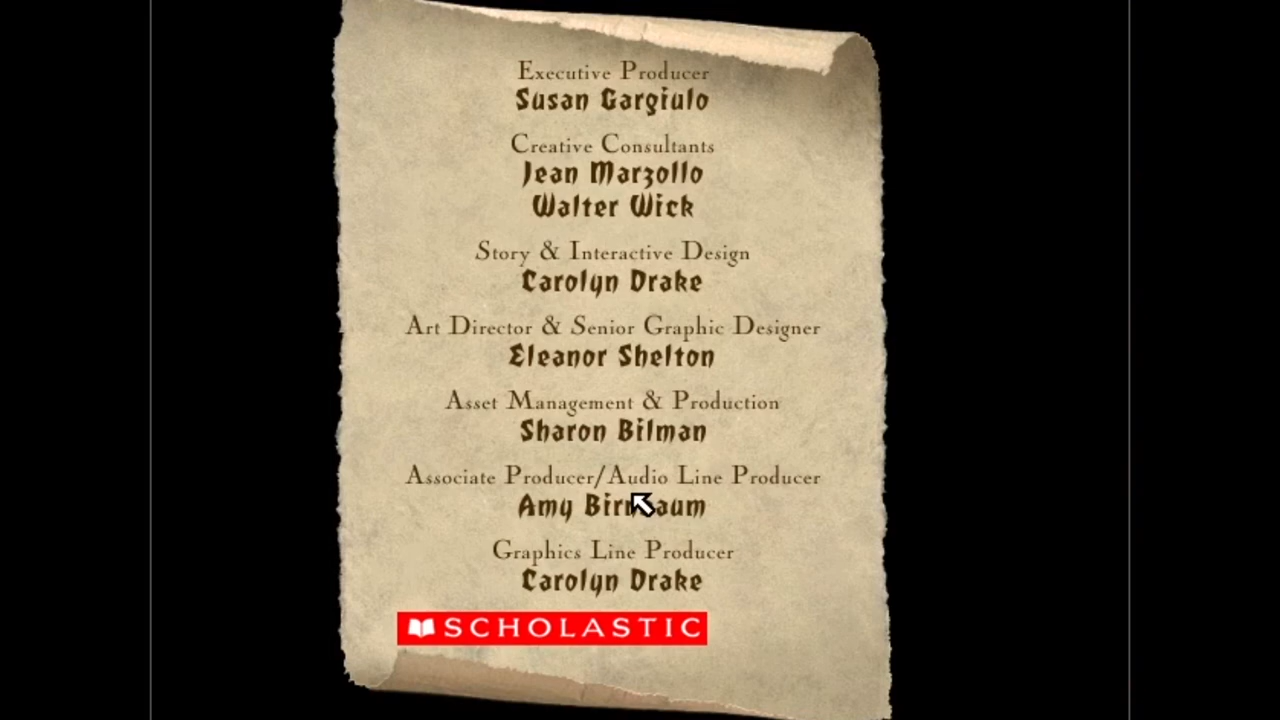 Executive Producer
Susan Gargiulo
Creative Consultants
Jean Marzollo
Walter Wick
Story & Interactive Design
Carolyn Drake
Art Director & Senior Graphic Designer
Eleanor Shelton
Asset Management & Production
Sharon Bilman
Associate Producer/Audio Line Producer
Amy Birnbaum
Graphics Line Producer
Carolyn Drake
SCHOLASTIC